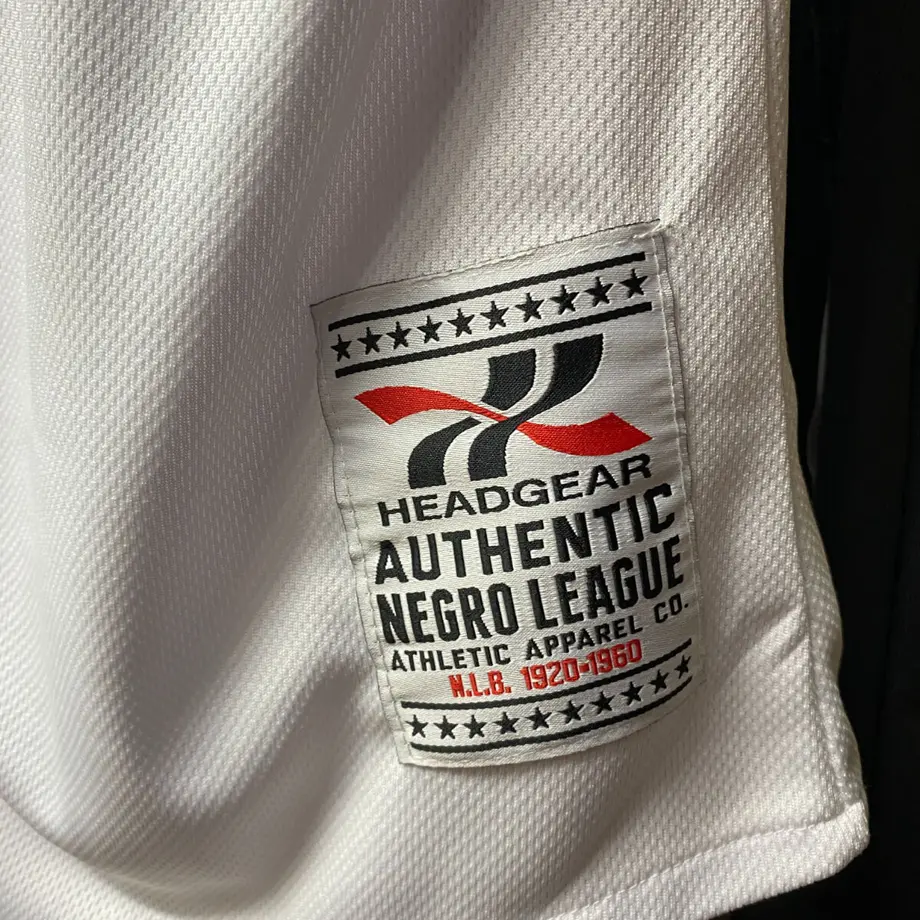 HEADGEAR
AUTHENTIC
NEGRO LEAGUE
ATHLETIC APPAREL CO.
N.L.B. 1920-1960